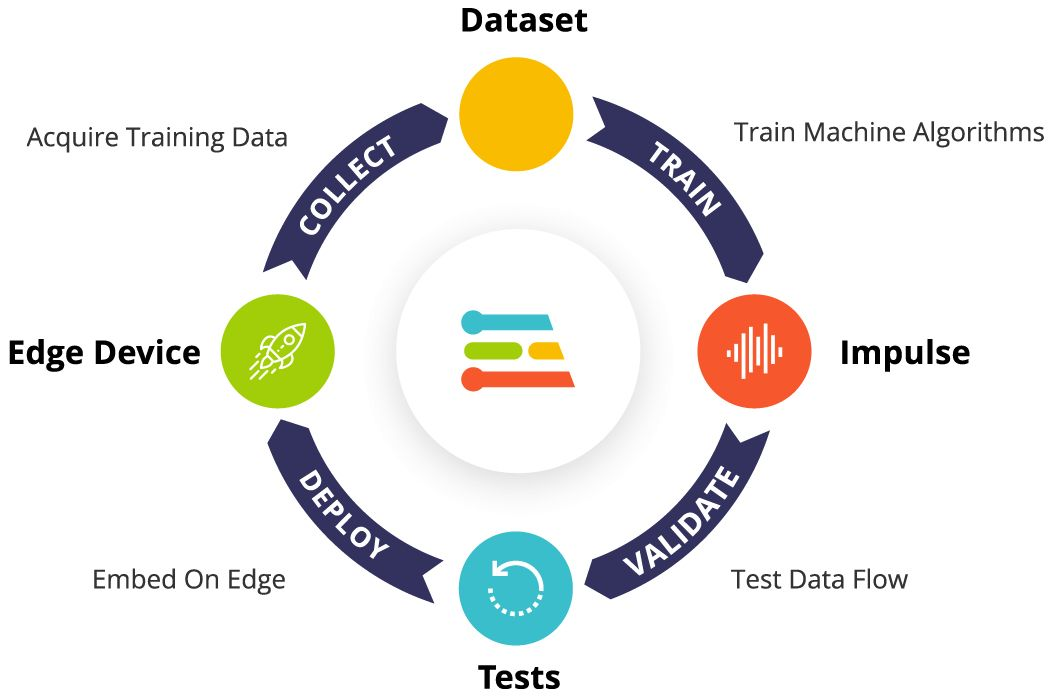 Dataset
Acquire Training Data
Train Machine Algorithms
COLLECT
TRAIN
Edge Device
Impulse
DEPLOY
VALIDATE
Embed On Edge
Test Data Flow
Tests